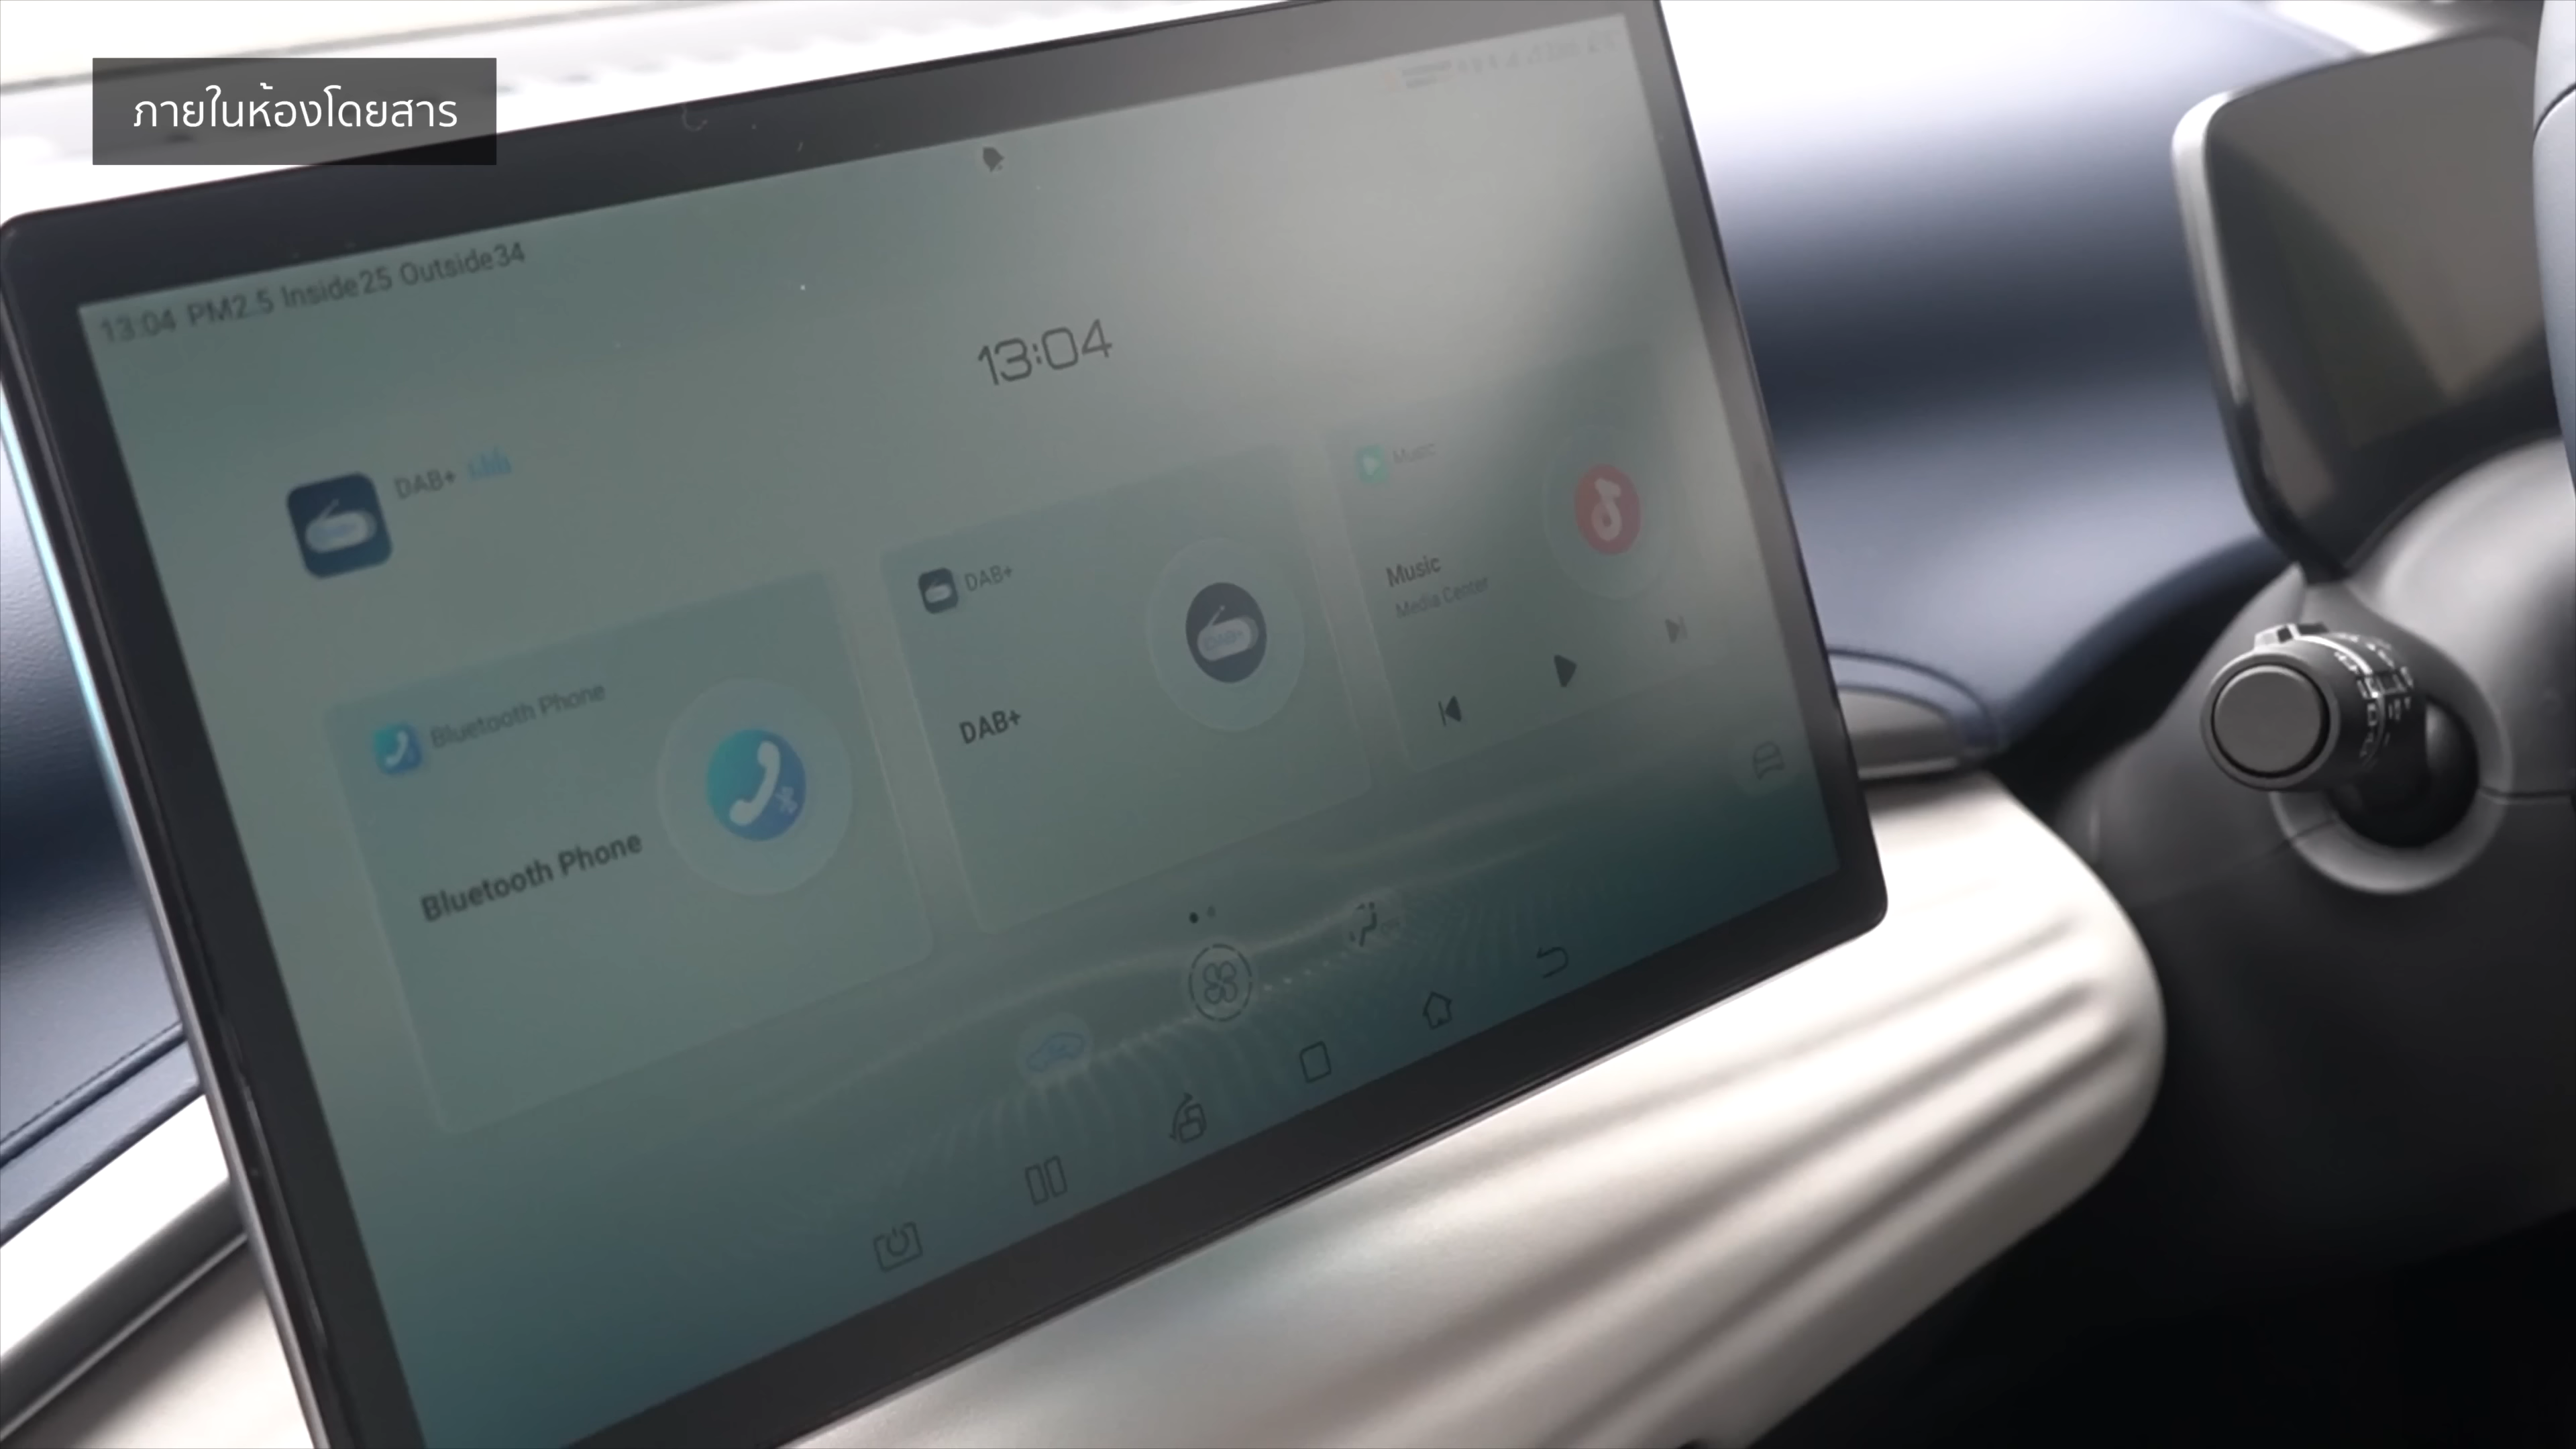 ภายในห้องโดยสาร
13:04 PM2.5 Inside25 Outside34
13:04
DAB+
Bluetooth Phone
Bluetooth Phone
DAB+
DAB+
Music
Music
Media Center